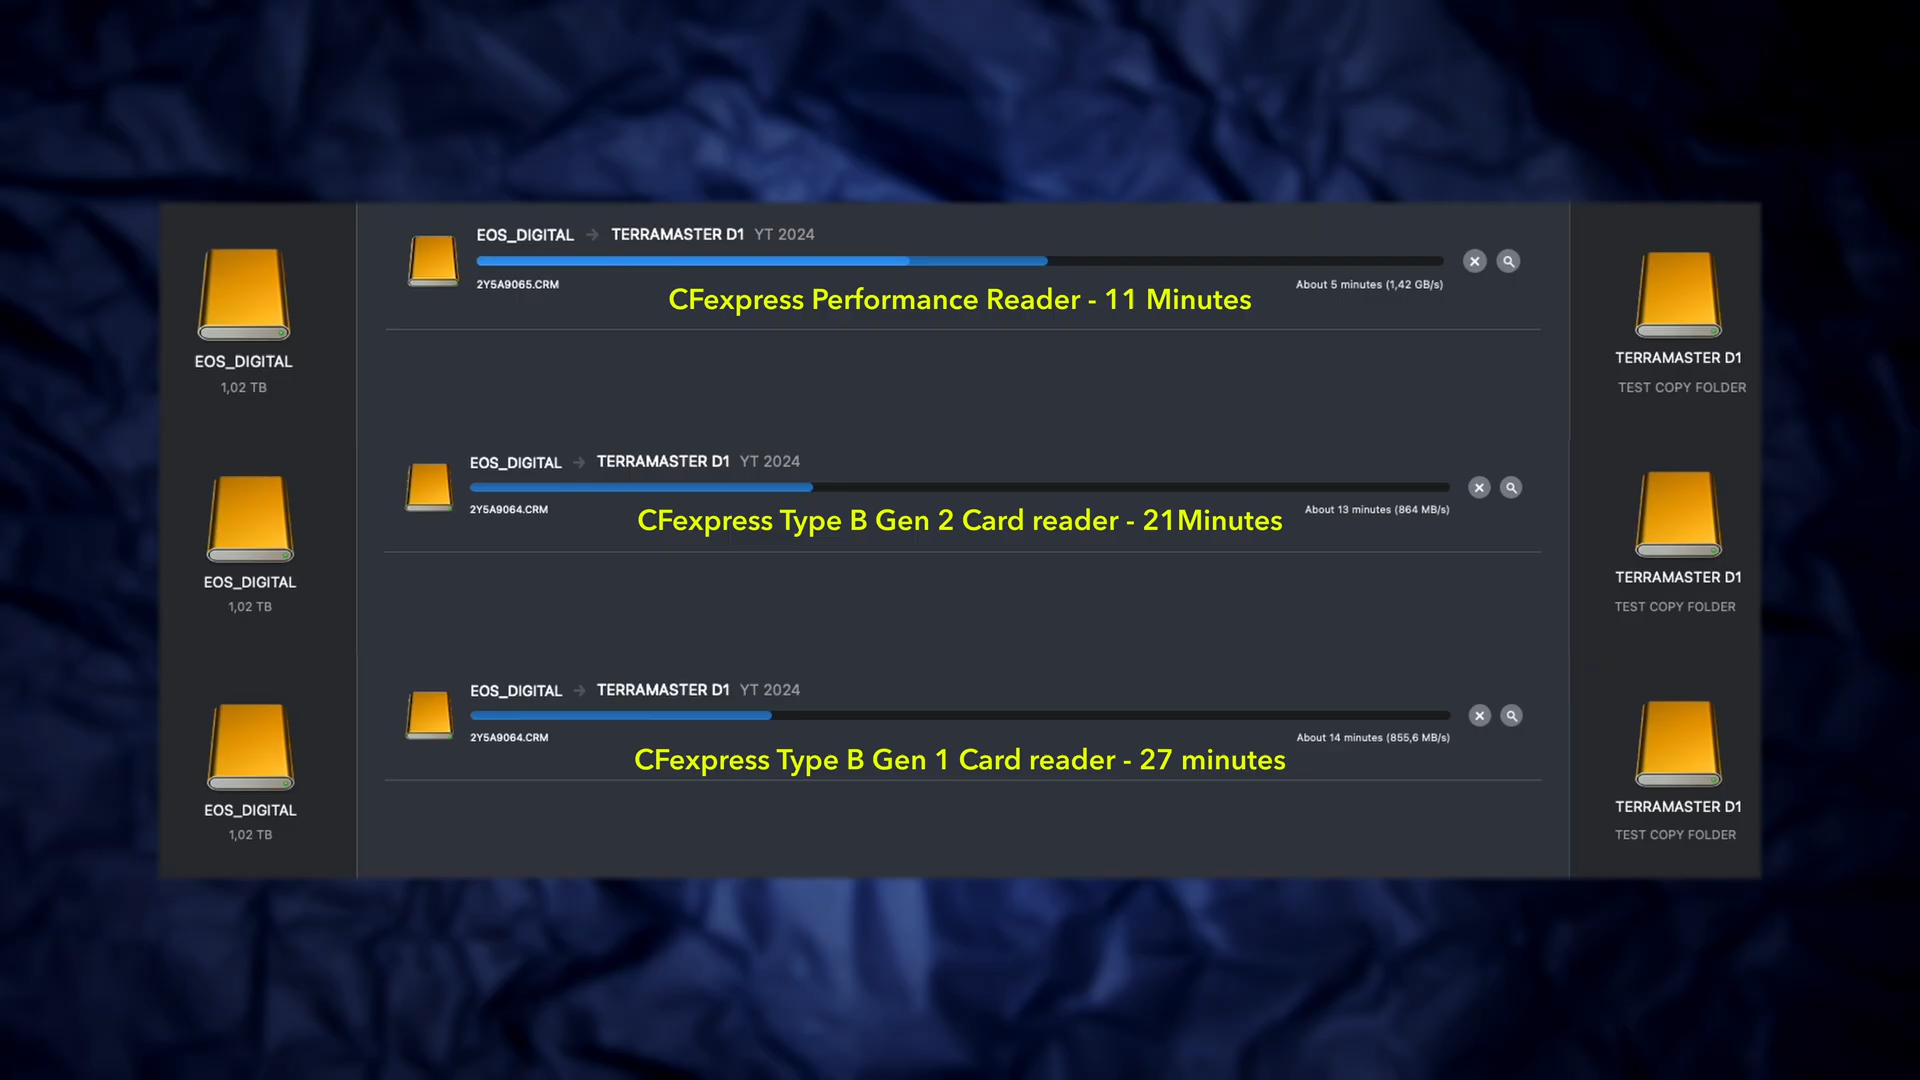 EOS_DIGITAL → TERRAMASTER D1 YT 2024
2Y5A9065.CRM
About 5 minutes (1,42 GB/s)
CFexpress Performance Reader - 11 Minutes
EOS_DIGITAL
1,02 TB
TERRAMASTER D1
TEST COPY FOLDER
EOS_DIGITAL → TERRAMASTER D1 YT 2024
2Y5A9064.CRM
About 13 minutes (864 MB/s)
CFexpress Type B Gen 2 Card reader - 21Minutes
EOS_DIGITAL
1,02 TB
TERRAMASTER D1
TEST COPY FOLDER
EOS_DIGITAL → TERRAMASTER D1 YT 2024
2Y5A9064.CRM
About 14 minutes (855,6 MB/s)
CFexpress Type B Gen 1 Card reader - 27 minutes
EOS_DIGITAL
1,02 TB
TERRAMASTER D1
TEST COPY FOLDER